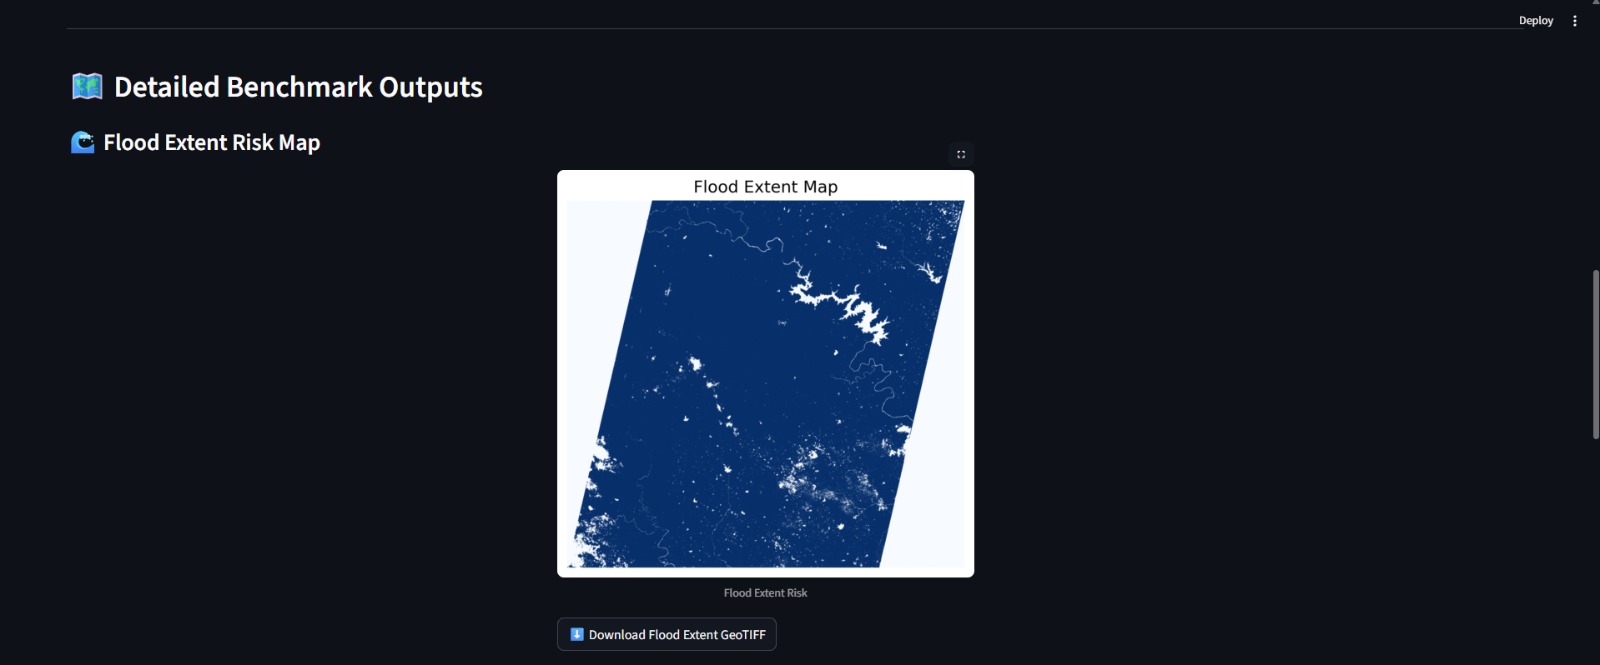 Deploy
Detailed Benchmark Outputs
Flood Extent Risk Map
Flood Extent Map
Flood Extent Risk
Download Flood Extent GeoTIFF